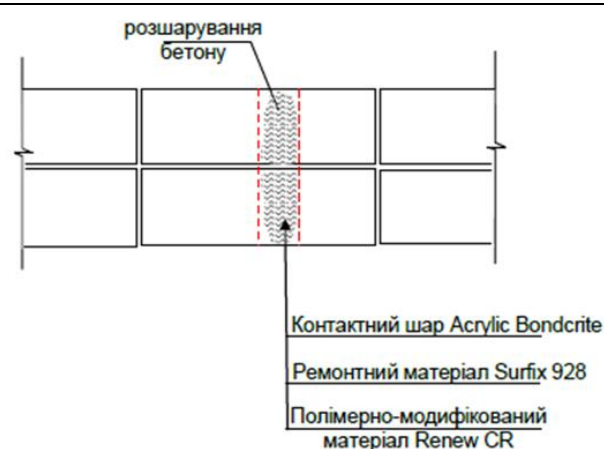 розшарування
бетону
Контактний шар Acrylic Bondcrite
Ремонтний матеріал Surfix 928
Полімерно-модифікований
матеріал Renew CR